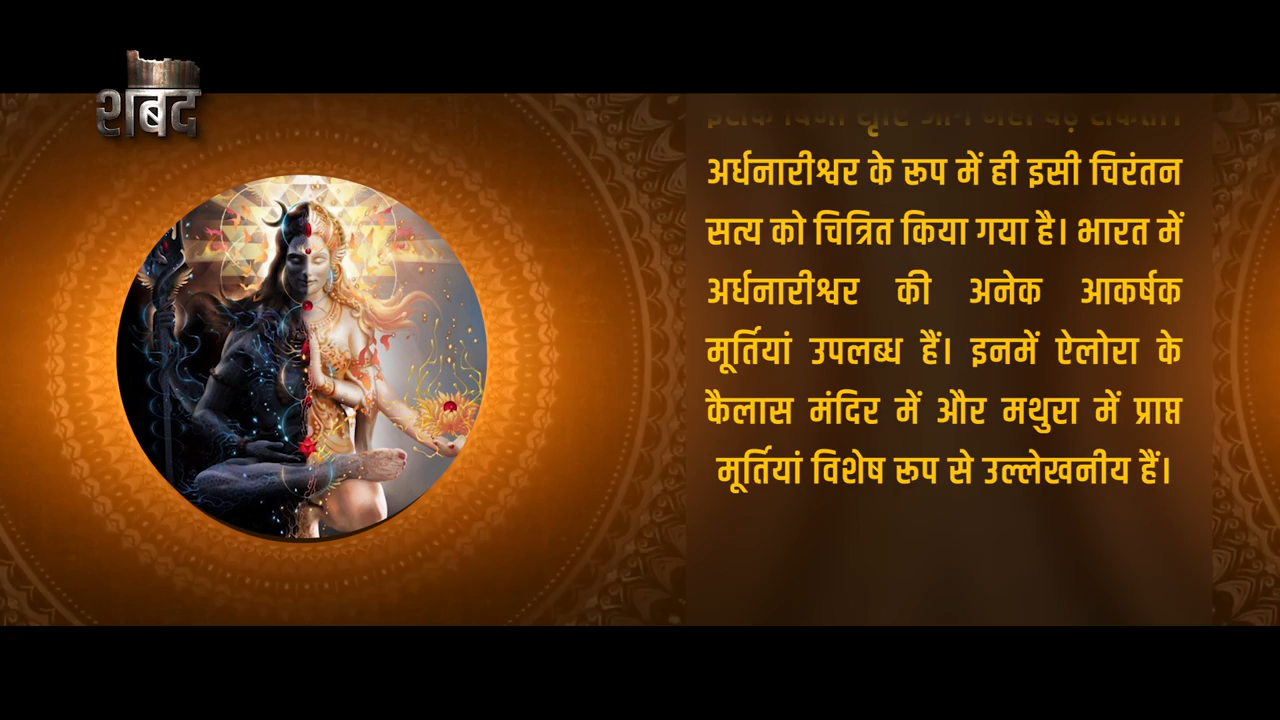 शबद
अर्धनारीश्वर के रूप में ही इसी चिरंतन
सत्य को चित्रित किया गया है। भारत में
अर्धनारीश्वर की अनेक आकर्षक
मूर्तियां उपलब्ध हैं। इनमें ऐलोरा के
कैलास मंदिर में और मथुरा में प्राप्त
मूर्तियां विशेष रूप से उल्लेखनीय हैं।